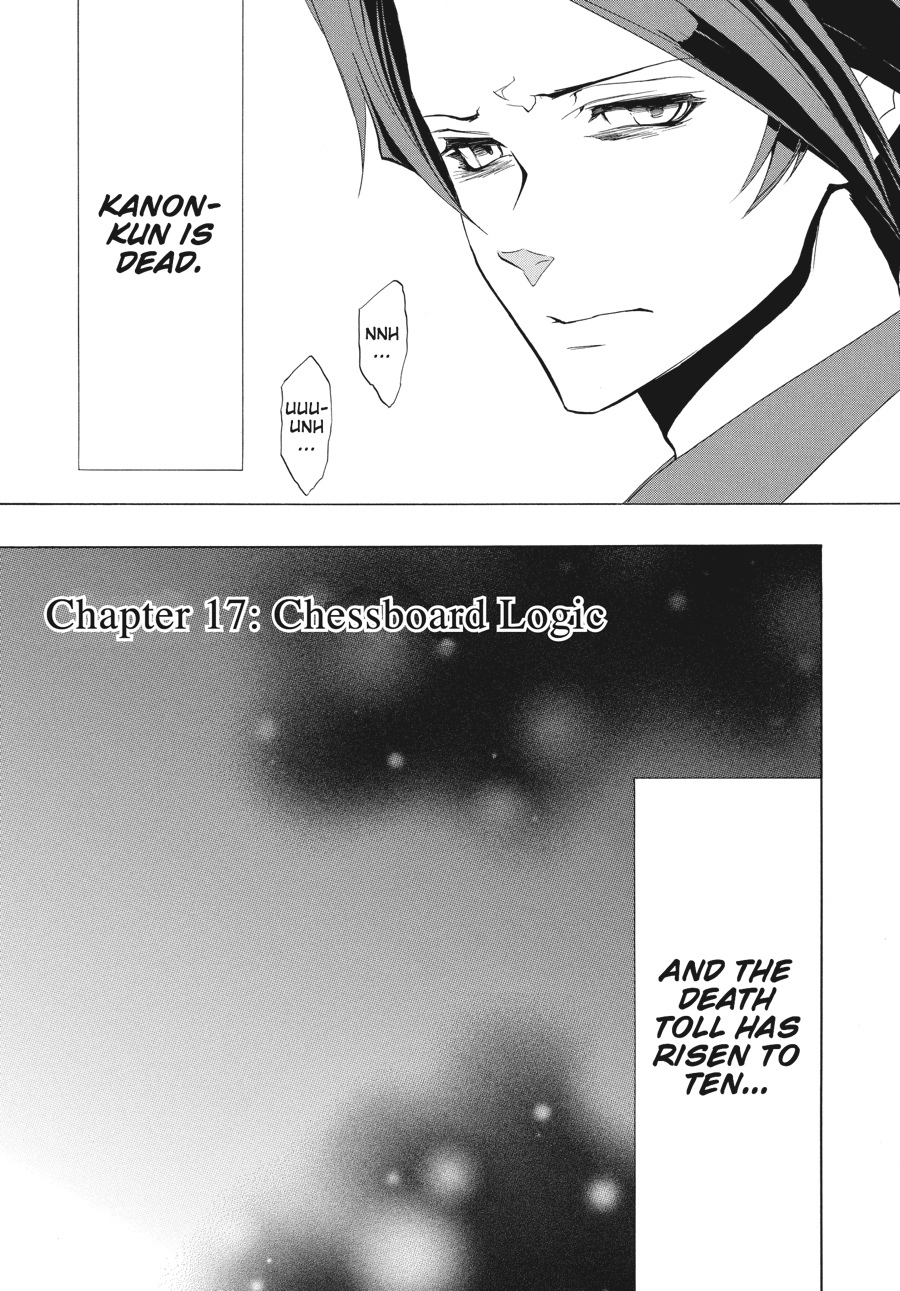 KANON-
KUN IS
DEAD.
NNH
...
UUU-
UNH
...
Chapter 17: Chessboard Logic
AND THE
DEATH
TOLL HAS
RISEN TO
TEN...